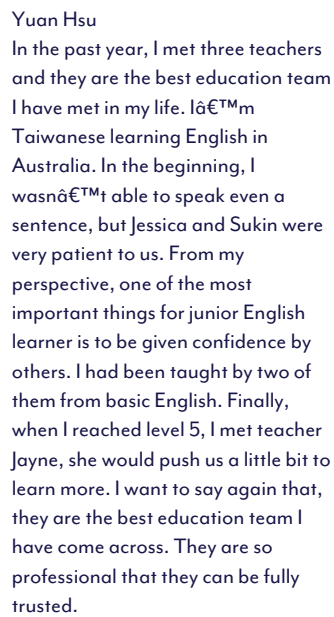 Yuan Hsu
In the past year, I met three teachers
and they are the best education team
I have met in my life. Iâ€™m
Taiwanese learning English in
Australia. In the beginning, I
wasnâ€™t able to speak even a
sentence, but Jessica and Sukin were
very patient to us. From my
perspective, one of the most
important things for junior English
learner is to be given confidence by
others. I had been taught by two of
them from basic English. Finally,
when I reached level 5, I met teacher
Jayne, she would push us a little bit to
learn more. I want to say again that,
they are the best education team I
have come across. They are so
professional that they can be fully
trusted.